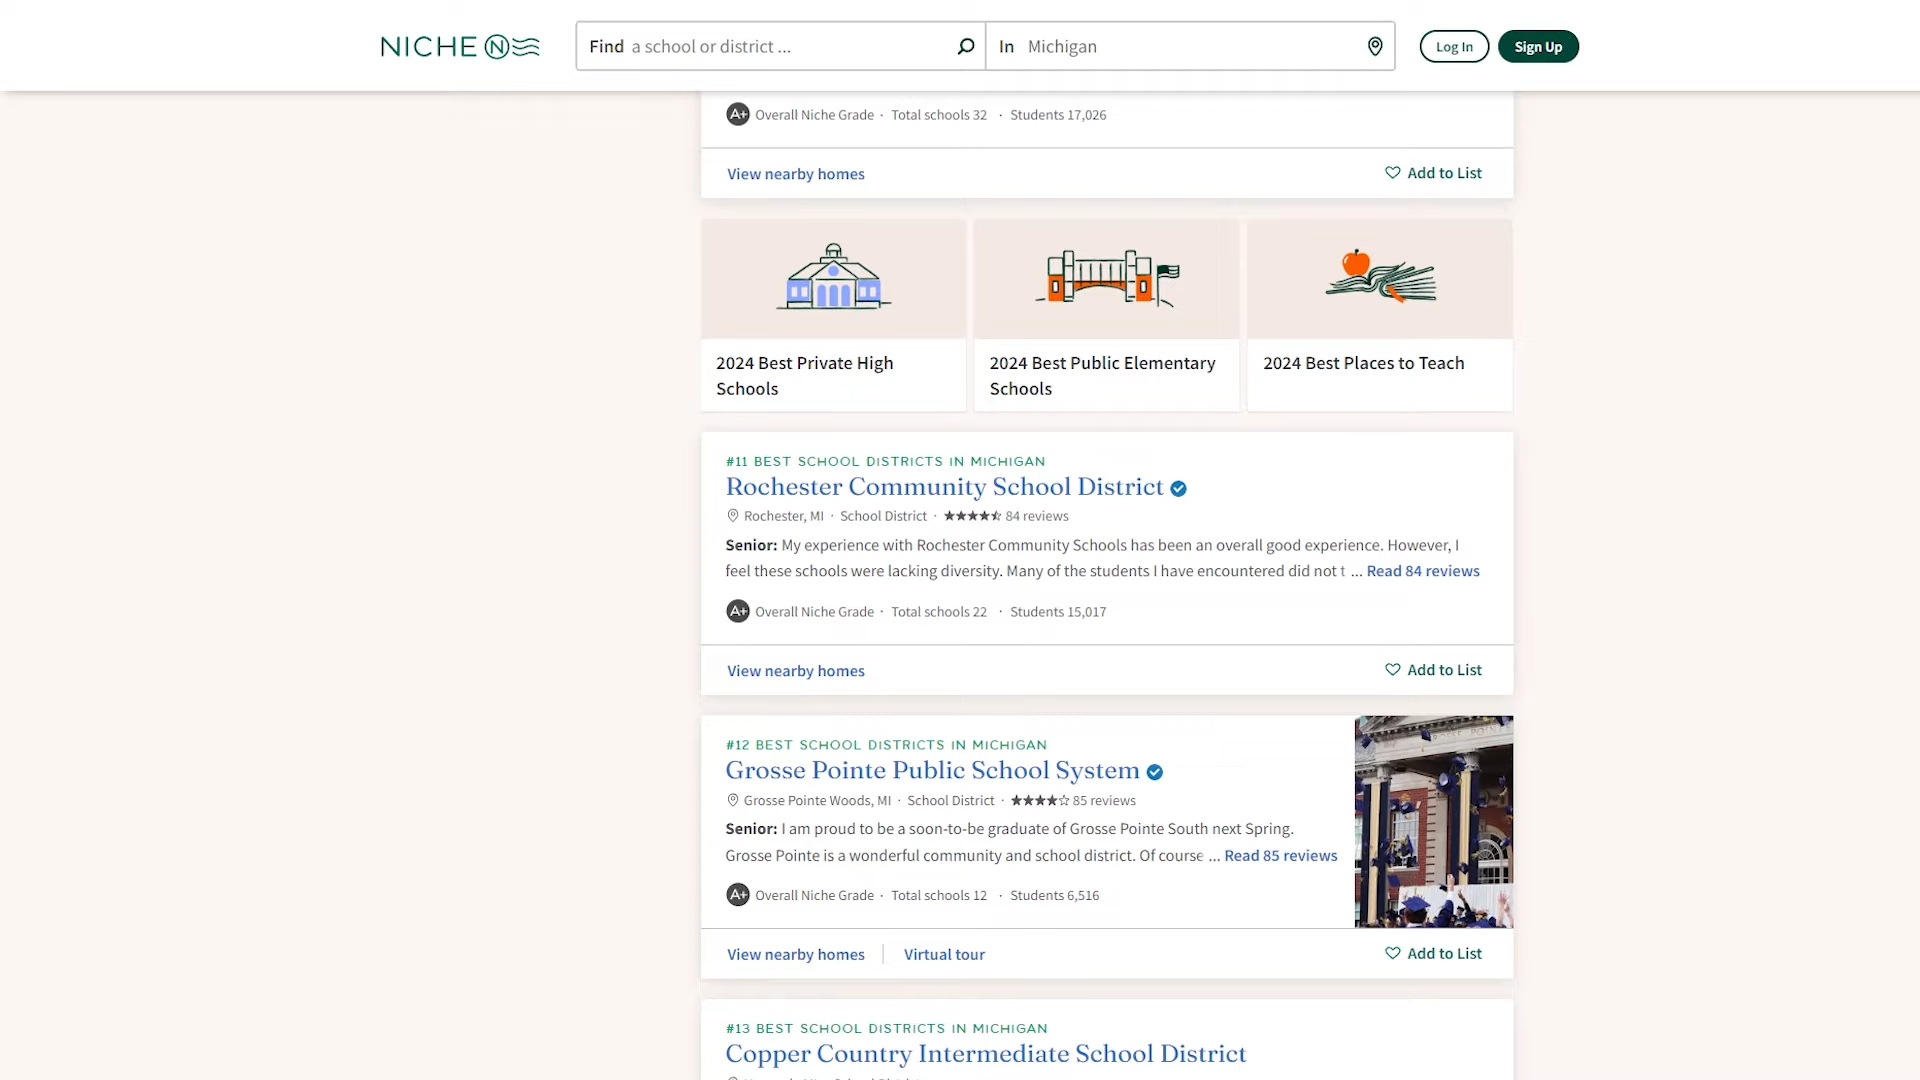 NICHE N
Find a school or district ...
In Michigan
Log In
Sign Up
A+ Overall Niche Grade · Total schools 32 · Students 17,026
View nearby homes
Add to List
2024 Best Private High
Schools
2024 Best Public Elementary
Schools
2024 Best Places to Teach
#11 BEST SCHOOL DISTRICTS IN MICHIGAN
Rochester Community School District
Rochester, MI · School District · 84 reviews
Senior: My experience with Rochester Community Schools has been an overall good experience. However, I
feel these schools were lacking diversity. Many of the students I have encountered did not t ... Read 84 reviews
A+ Overall Niche Grade · Total schools 22 · Students 15,017
View nearby homes
Add to List
#12 BEST SCHOOL DISTRICTS IN MICHIGAN
Grosse Pointe Public School System
Grosse Pointe Woods, MI · School District · 85 reviews
Senior: I am proud to be a soon-to-be graduate of Grosse Pointe South next Spring.
Grosse Pointe is a wonderful community and school district. Of course ... Read 85 reviews
A+ Overall Niche Grade · Total schools 12 · Students 6,516
View nearby homes
Virtual tour
Add to List
#13 BEST SCHOOL DISTRICTS IN MICHIGAN
Copper Country Intermediate School District